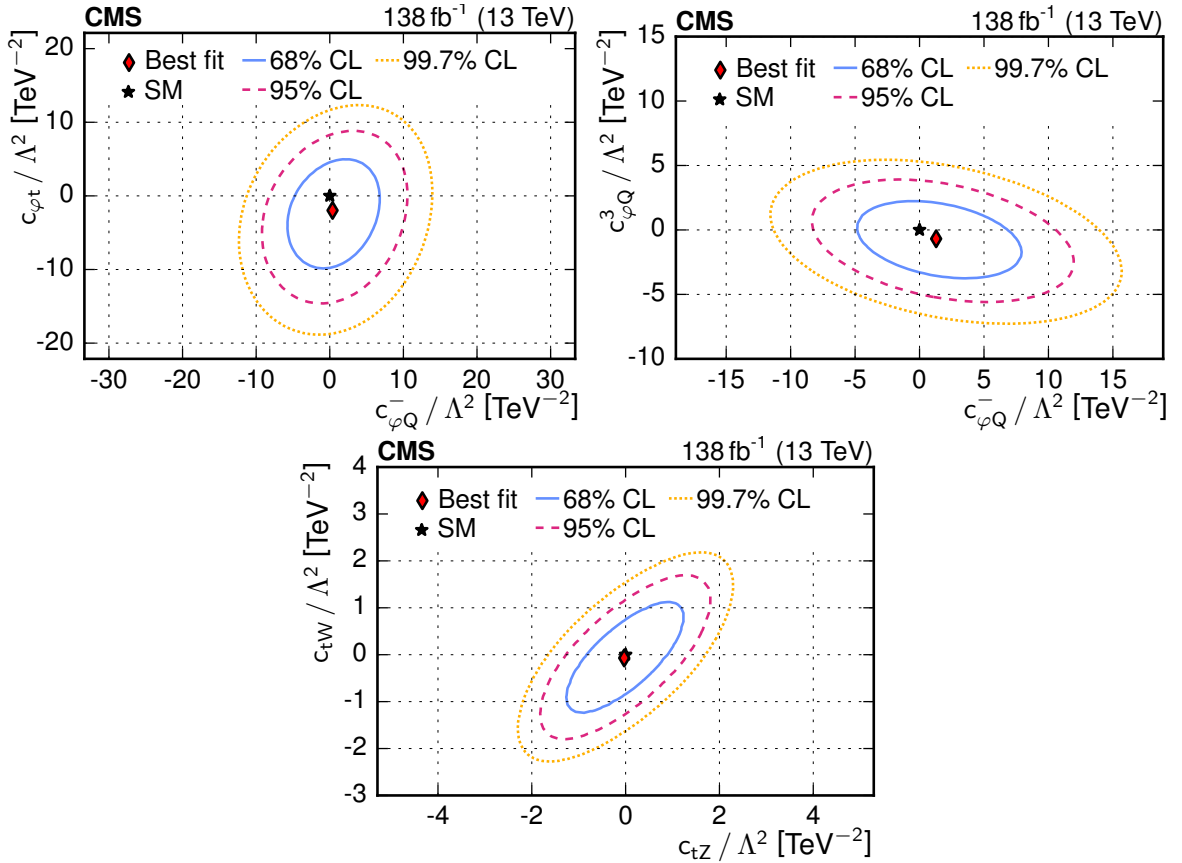 CMS 138 fb⁻¹ (13 TeV)
Best fit 68% CL 99.7% CL
SM 95% CL
c_φt / Λ² [TeV⁻²]
20
10
0
-10
-20
-30 -20 -10 0 10 20 30
c⁻_φQ / Λ² [TeV⁻²]
CMS 138 fb⁻¹ (13 TeV)
Best fit 68% CL 99.7% CL
SM 95% CL
c³_φQ / Λ² [TeV⁻²]
15
10
5
0
-5
-10
-15 -10 -5 0 5 10 15
c⁻_φQ / Λ² [TeV⁻²]
CMS 138 fb⁻¹ (13 TeV)
Best fit 68% CL 99.7% CL
SM 95% CL
c_tW / Λ² [TeV⁻²]
4
3
2
1
0
-1
-2
-3
-4 -2 0 2 4
c_tZ / Λ² [TeV⁻²]